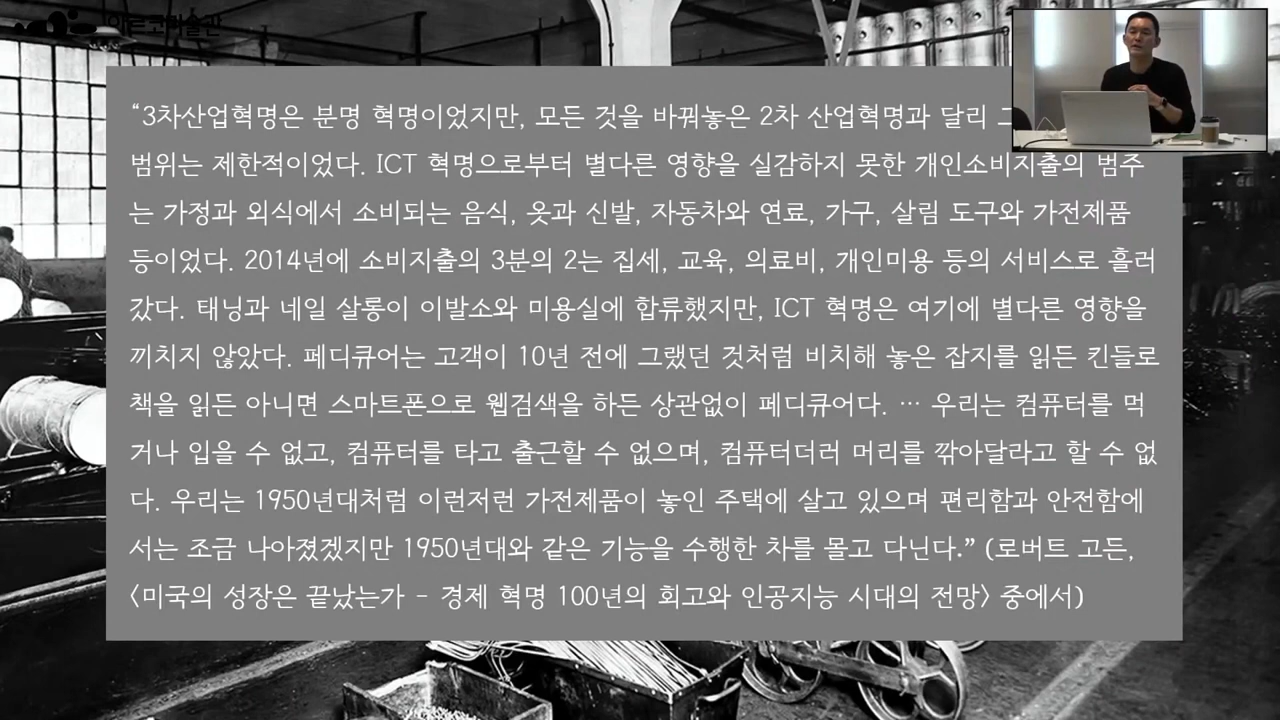 아르코미술관
“3차산업혁명은 분명 혁명이었지만, 모든 것을 바꿔놓은 2차 산업혁명과 달리
범위는 제한적이었다. ICT 혁명으로부터 별다른 영향을 실감하지 못한 개인소비지출의 범주
는 가정과 외식에서 소비되는 음식, 옷과 신발, 자동차와 연료, 가구, 살림 도구와 가전제품
등이었다. 2014년에 소비지출의 3분의 2는 집세, 교육, 의료비, 개인미용 등의 서비스로 흘러
갔다. 태닝과 네일 살롱이 이발소와 미용실에 합류했지만, ICT 혁명은 여기에 별다른 영향을
끼치지 않았다. 페디큐어는 고객이 10년 전에 그랬던 것처럼 비치해 놓은 잡지를 읽든 킨들로
책을 읽든 아니면 스마트폰으로 웹검색을 하든 상관없이 페디큐어다. … 우리는 컴퓨터를 먹
거나 입을 수 없고, 컴퓨터를 타고 출근할 수 없으며, 컴퓨터더러 머리를 깎아달라고 할 수 없
다. 우리는 1950년대처럼 이런저런 가전제품이 놓인 주택에 살고 있으며 편리함과 안전함에
서는 조금 나아졌겠지만 1950년대와 같은 기능을 수행한 차를 몰고 다닌다.” (로버트 고든,
<미국의 성장은 끝났는가 - 경제 혁명 100년의 회고와 인공지능 시대의 전망> 중에서)